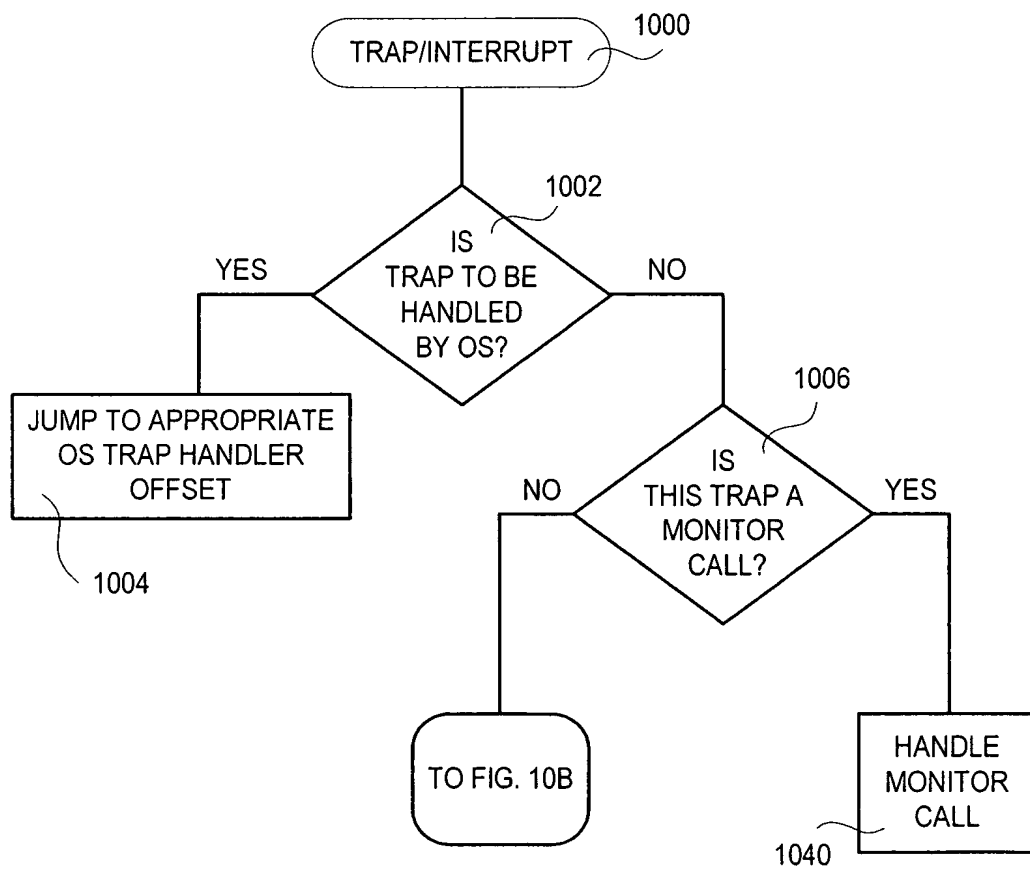 1000
TRAP/INTERRUPT
1002
IS
TRAP TO BE
HANDLED
BY OS?
YES
NO
JUMP TO APPROPRIATE
OS TRAP HANDLER
OFFSET
1004
1006
IS
THIS TRAP A
MONITOR
CALL?
NO
YES
TO FIG. 10B
HANDLE
MONITOR
CALL
1040